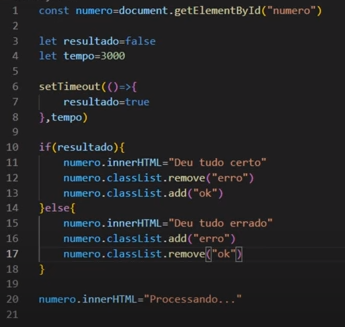 1 const numero=document.getElementById("numero")
2
3 let resultado=false
4 let tempo=3000
5
6 setTimeout(()=>{
7 resultado=true
8 },tempo)
9
10 if(resultado){
11 numero.innerHTML="Deu tudo certo"
12 numero.classList.remove("erro")
13 numero.classList.add("ok")
14 }else{
15 numero.innerHTML="Deu tudo errado"
16 numero.classList.add("erro")
17 numero.classList.remove("ok")
18 }
19
20 numero.innerHTML="Processando..."